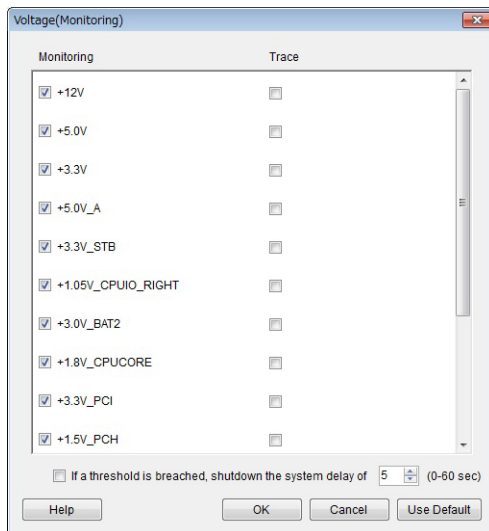 Voltage(Monitoring)
Monitoring Trace
+12V
+5.0V
+3.3V
+5.0V_A
+3.3V_STB
+1.05V_CPUIO_RIGHT
+3.0V_BAT2
+1.8V_CPUCORE
+3.3V_PCI
+1.5V_PCH
If a threshold is breached, shutdown the system delay of 5 (0-60 sec)
Help OK Cancel Use Default